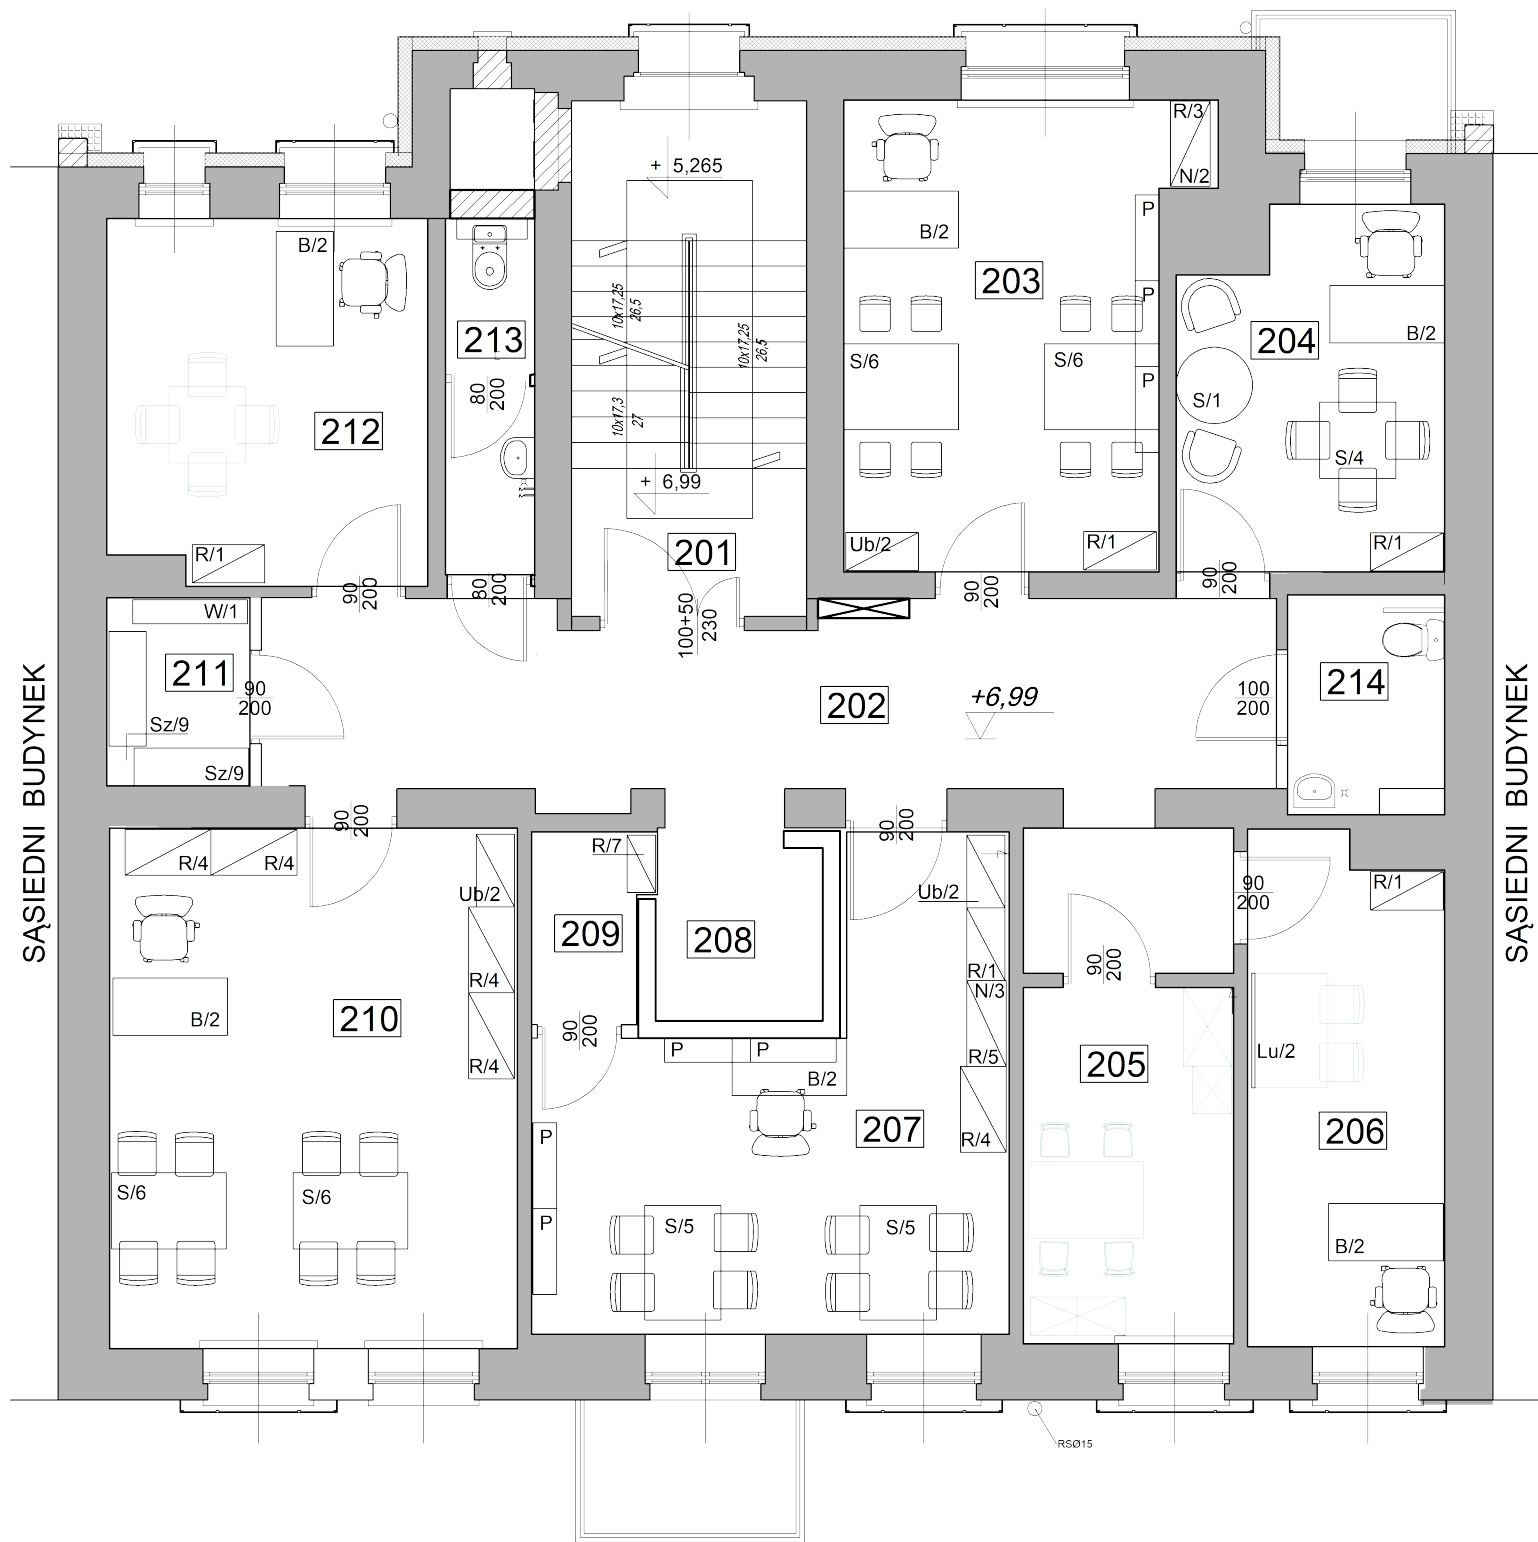 + 5,265
R/3
N/2
P
B/2
B/2
203
10x17,25
26,5
P
213
10x17,25
26,5
204
B/2
S/6
S/6
P
80
200
S/1
10x17,3
27
212
S/4
+ 6,99
201
Ub/2
R/1
R/1
R/1
90
200
80
200
90
200
90
200
W/1
100+50
230
SĄSIEDNI BUDYNEK
211
90
200
Sz/9
Sz/9
202
+6,99
100
200
214
SĄSIEDNI BUDYNEK
90
200
90
200
R/4
R/4
R/7
Ub/2
Ub/2
90
200
R/1
209
208
R/4
R/1
N/3
90
200
210
B/2
90
200
R/4
P
P
R/5
B/2
205
Lu/2
207
R/4
206
P
S/6
S/6
P
S/5
S/5
B/2
RSØ15